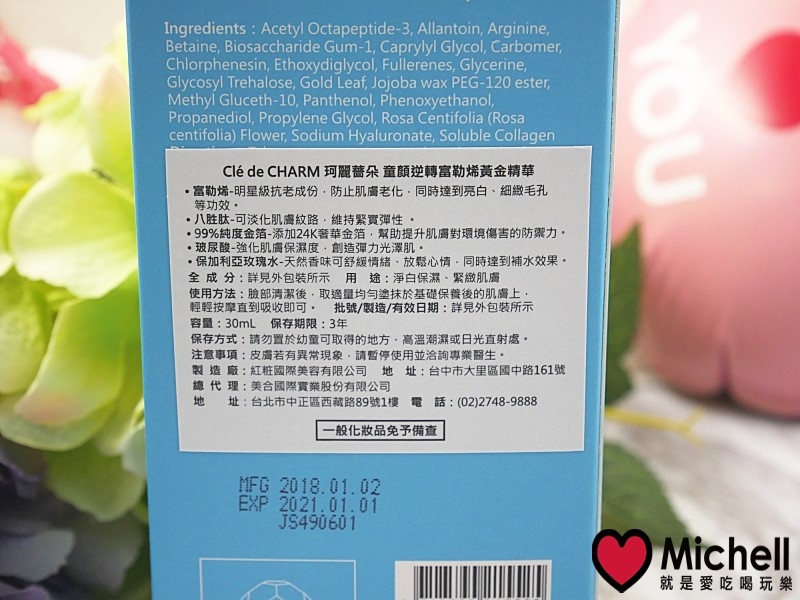 Ingredients : Acetyl Octapeptide-3, Allantoin, Arginine,
Betaine, Biosaccharide Gum-1, Caprylyl Glycol, Carbomer,
Chlorphenesin, Ethoxydiglycol, Fullerenes, Glycerine,
Glycosyl Trehalose, Gold Leaf, Jojoba wax PEG-120 ester,
Methyl Gluceth-10, Panthenol, Phenoxyethanol,
Propanediol, Propylene Glycol, Rosa Centifolia (Rosa
centifolia) Flower, Sodium Hyaluronate, Soluble Collagen
Clé de CHARM 珂麗蕾朵 童顏逆轉富勒烯黃金精華
• 富勒烯-明星級抗老成份，防止肌膚老化，同時達到亮白、細緻毛孔
等功效。
• 八胜肽-可淡化肌膚紋路，維持緊實彈性 。
• 99%純度金箔-添加24K奢華金箔，幫助提升肌膚對環境傷害的防禦力。
• 玻尿酸-強化肌膚保濕度，創造彈力光澤肌。
• 保加利亞玫瑰水-天然香味可舒緩情緒、放鬆心情，同時達到補水效果。
全 成 分：詳見外包裝所示 用 途：淨白保濕、緊緻肌膚
使用方法：臉部清潔後，取適量均勻塗抹於基礎保養後的肌膚上，
輕輕按摩直到吸收即可。 批號/製造/有效日期：詳見外包裝所示
容量：30mL 保存期限：3年
保存方式：請勿置於幼童可取得的地方、高溫潮濕或日光直射處。
注意事項：皮膚若有異常現象，請暫停使用並洽詢專業醫生。
製 造 廠：紅粧國際美容有限公司 地 址：台中市大里區國中路161號
總 代 理：美合國際實業股份有限公司
地 址：台北市中正區西藏路89號1樓 電 話：(02)2748-9888
一般化妝品免予備查
MFG 2018.01.02
EXP 2021.01.01
JS490601
YOU
Michell
就是愛吃喝玩樂